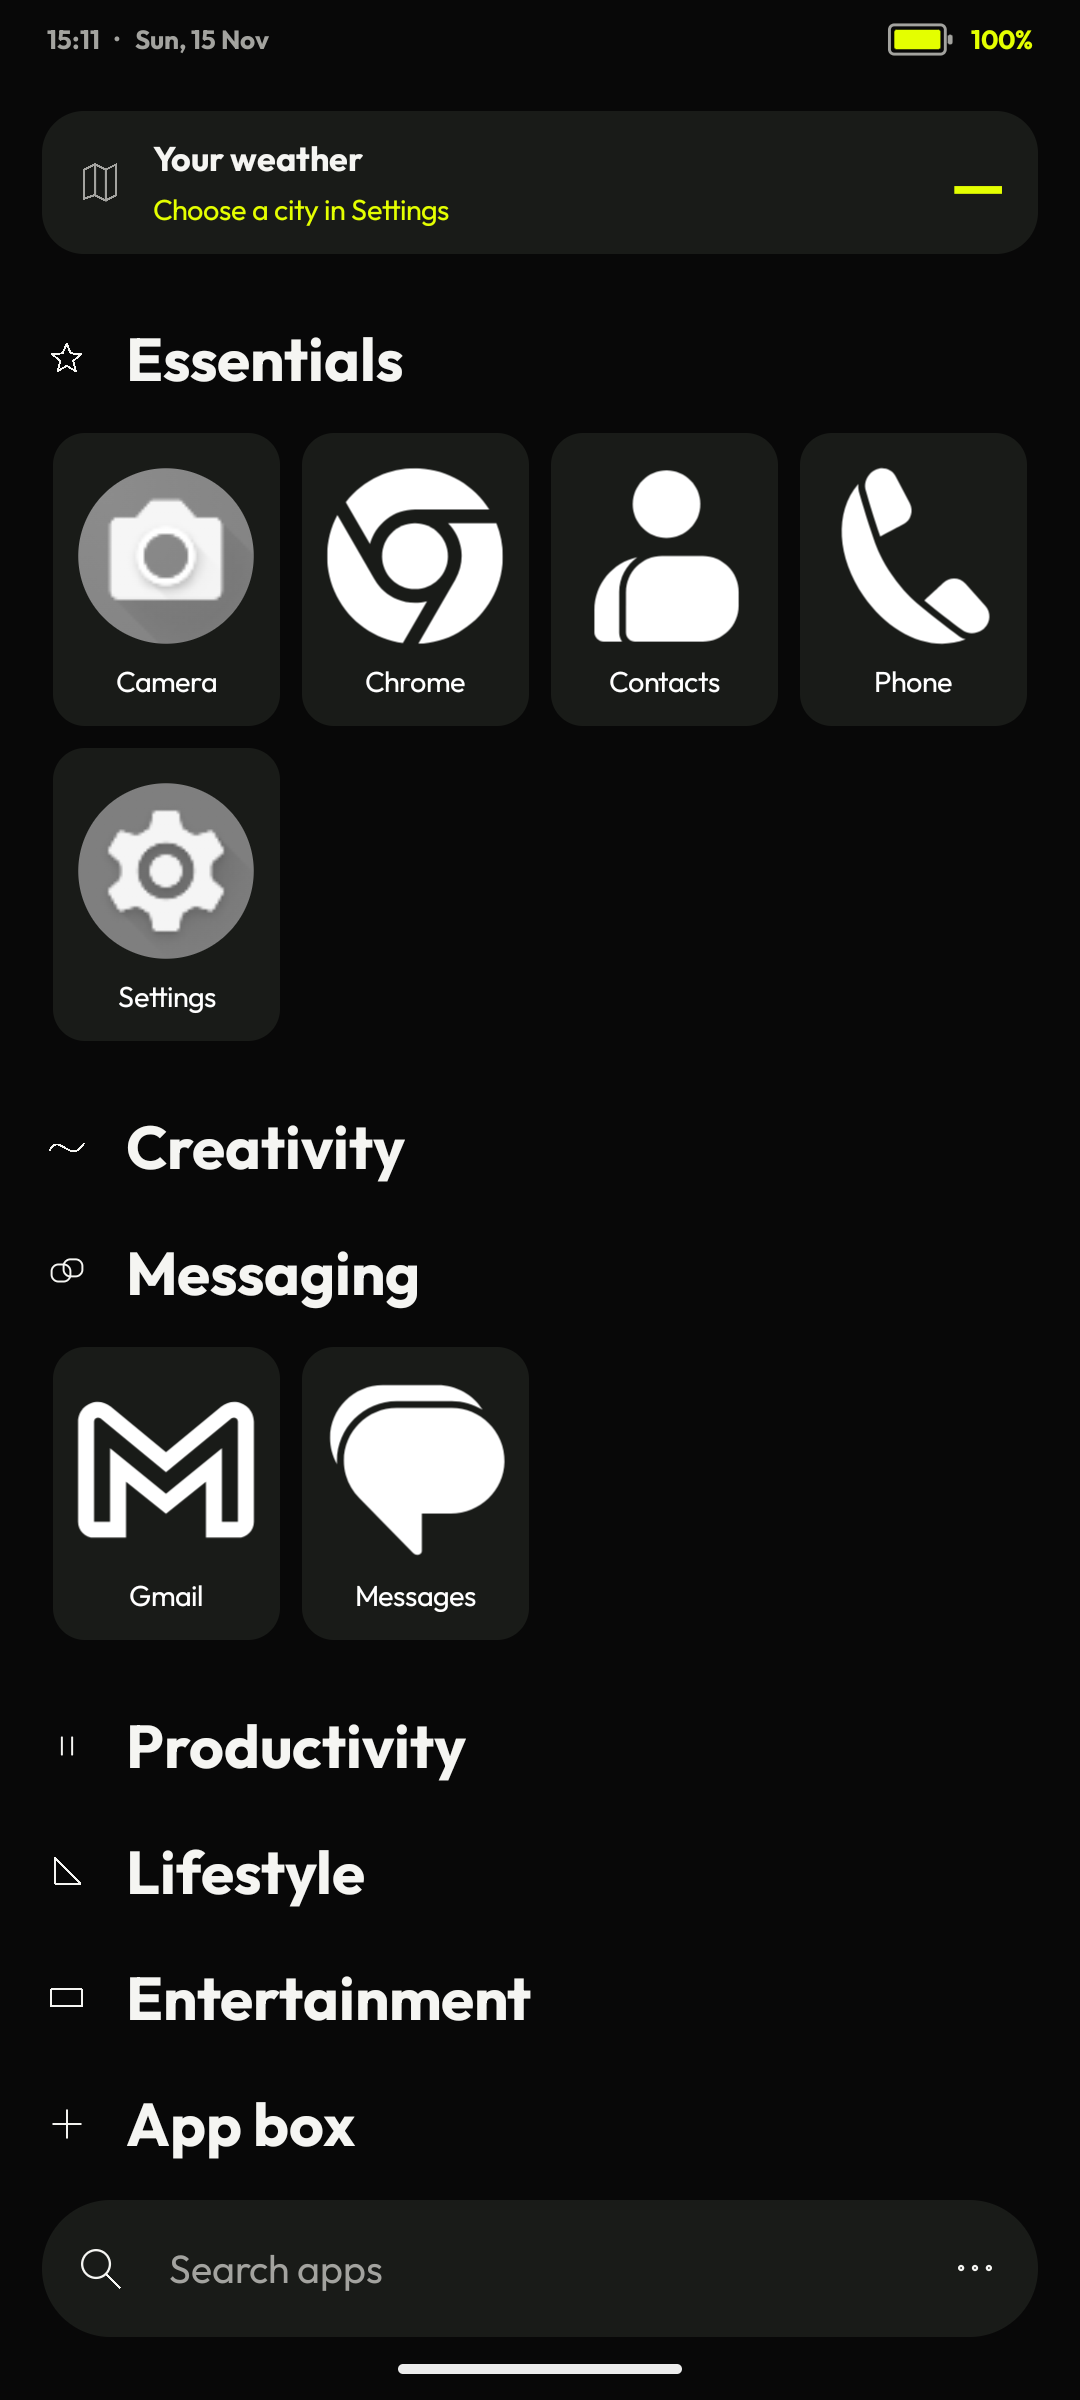 15:11 · Sun, 15 Nov
100%
Your weather
Choose a city in Settings
Essentials
Camera
Chrome
Contacts
Phone
Settings
Creativity
Messaging
Gmail
Messages
Productivity
Lifestyle
Entertainment
App box
Search apps